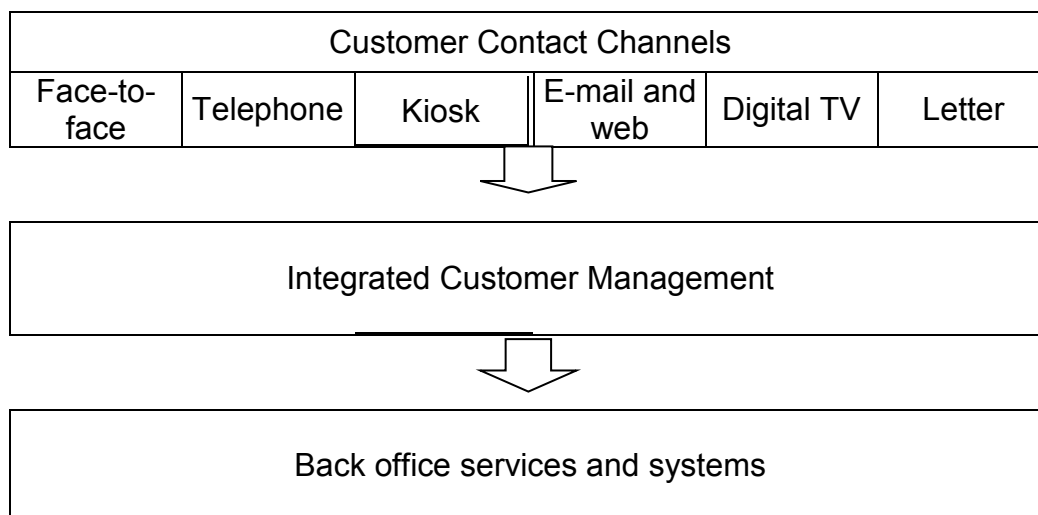 Customer Contact Channels
Face-to-
face
Telephone
Kiosk
E-mail and
web
Digital TV
Letter
Integrated Customer Management
Back office services and systems